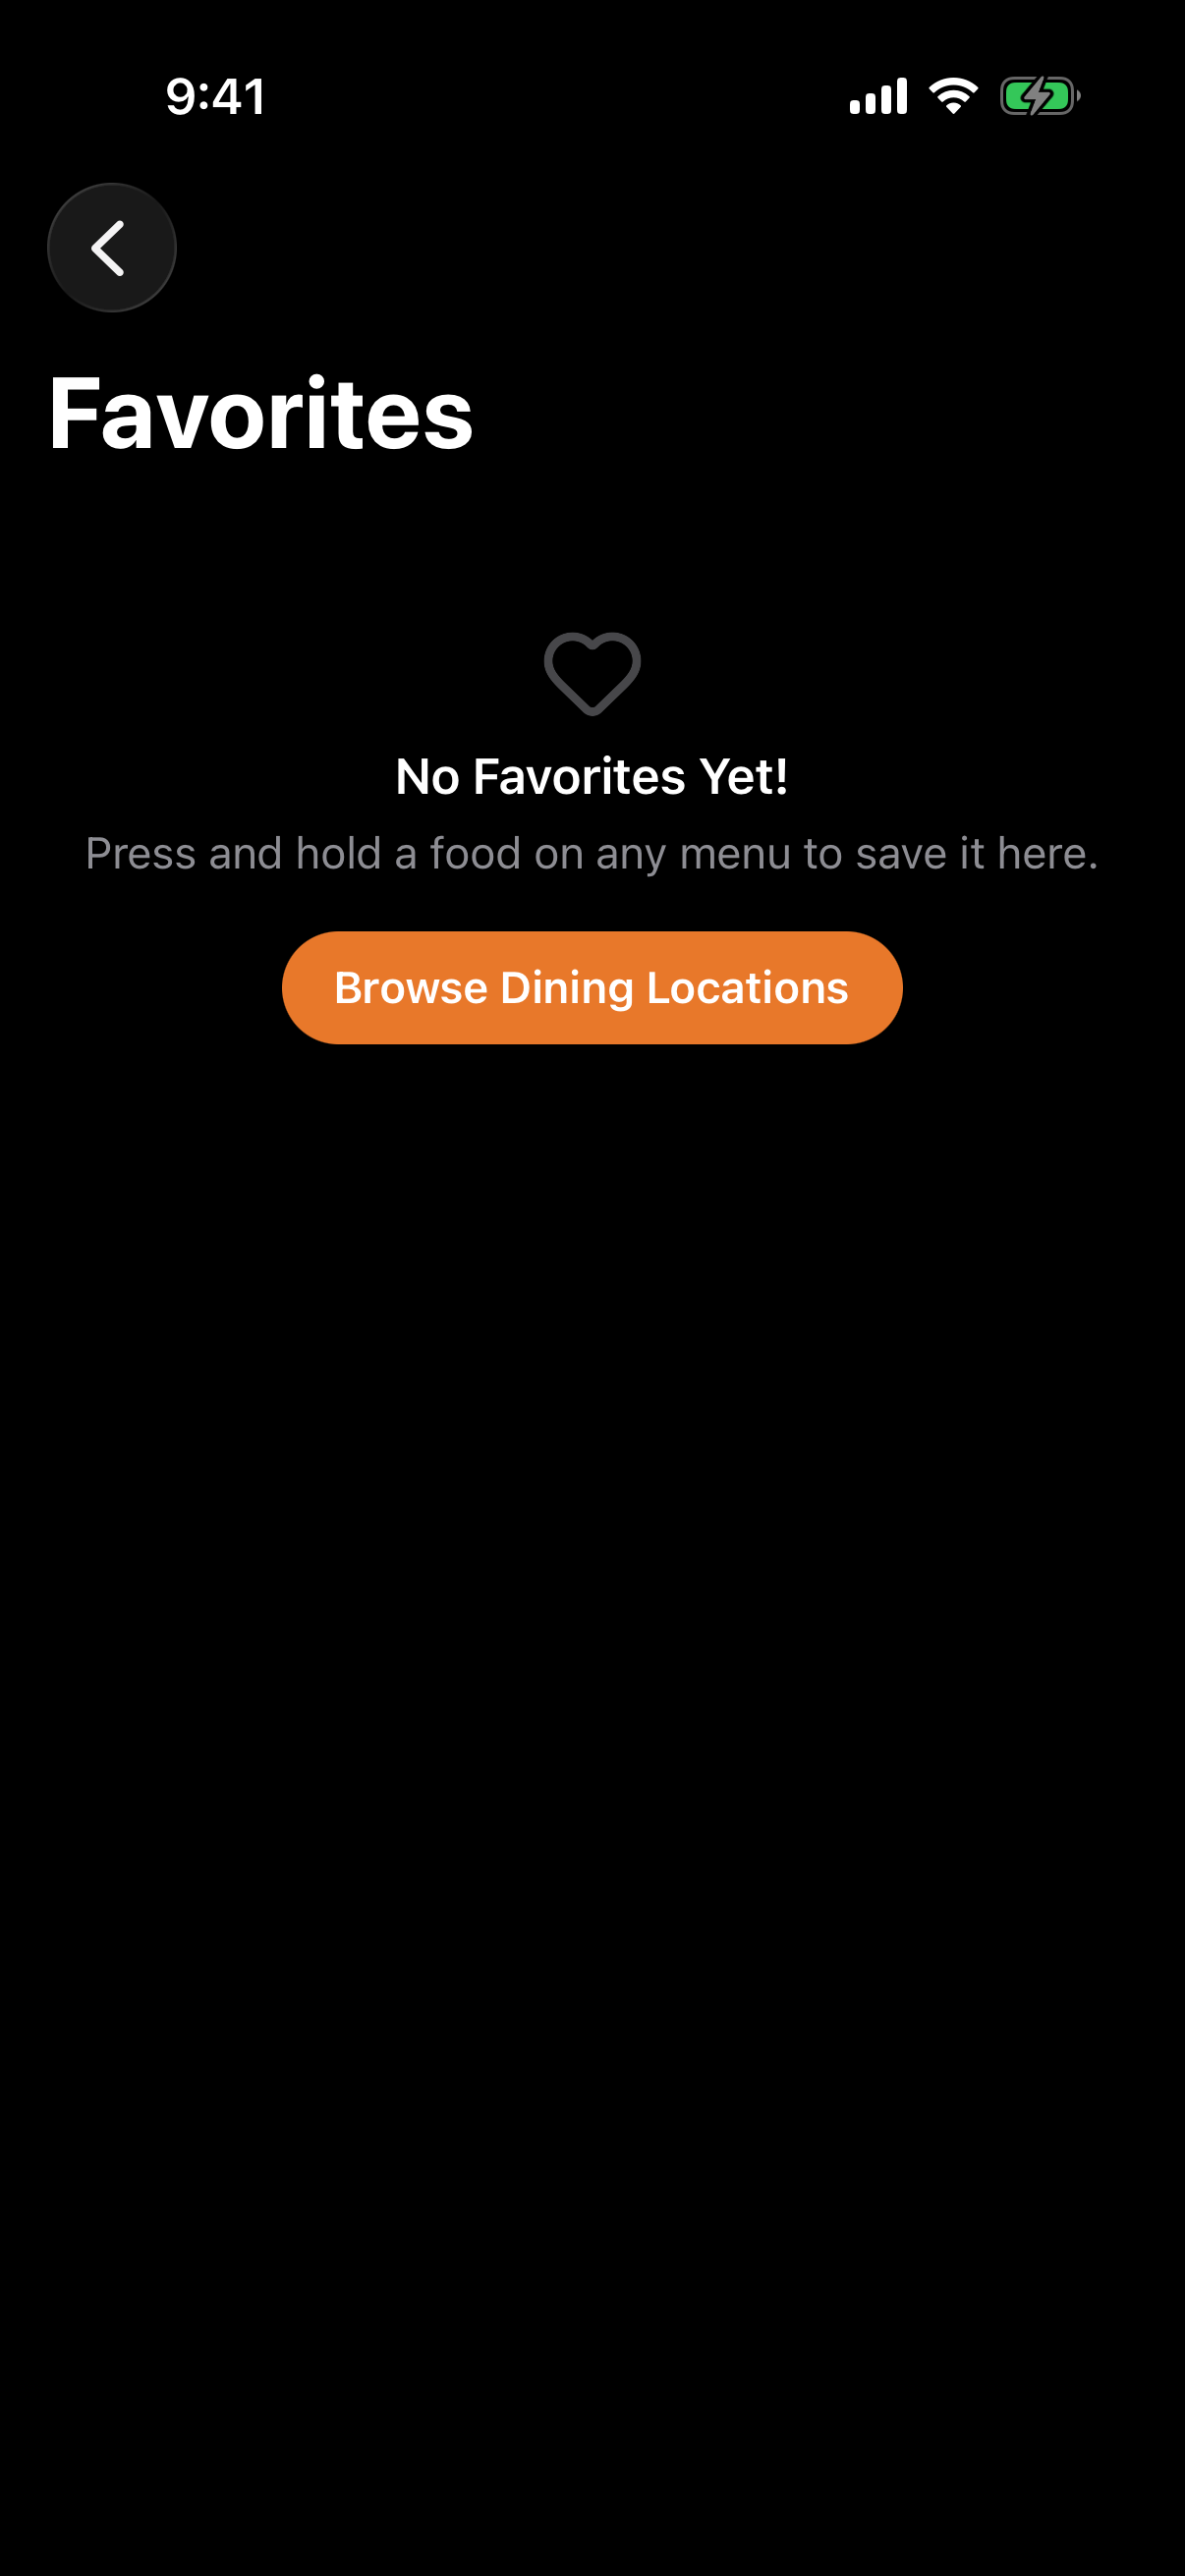 9:41
Favorites
No Favorites Yet!
Press and hold a food on any menu to save it here.
Browse Dining Locations